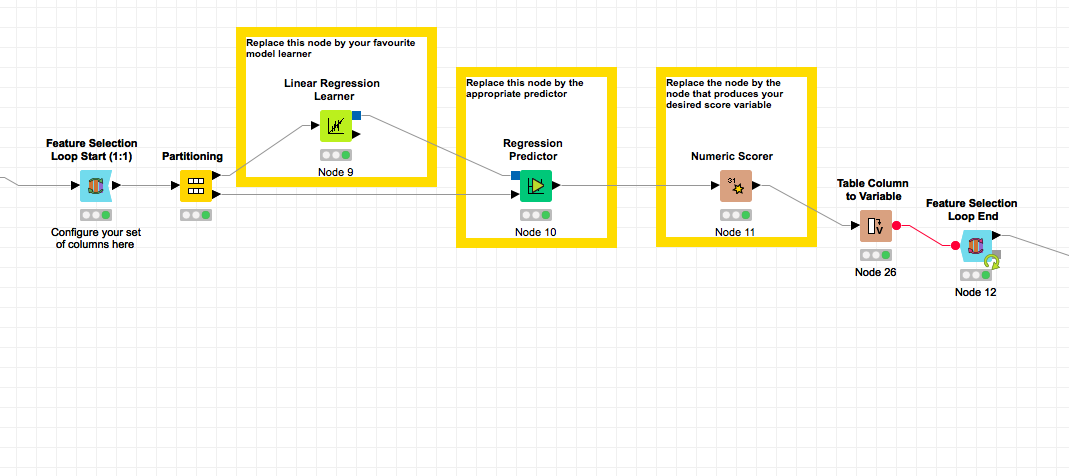 Replace this node by your favourite
model learner
Linear Regression
Learner
Node 9
Replace this node by the
appropriate predictor
Regression
Predictor
Node 10
Replace the node by the
node that produces your
desired score variable
Numeric Scorer
31
Node 11
Feature Selection
Loop Start (1:1)
Configure your set
of columns here
Partitioning
Table Column
to Variable
V
Node 26
Feature Selection
Loop End
Node 12